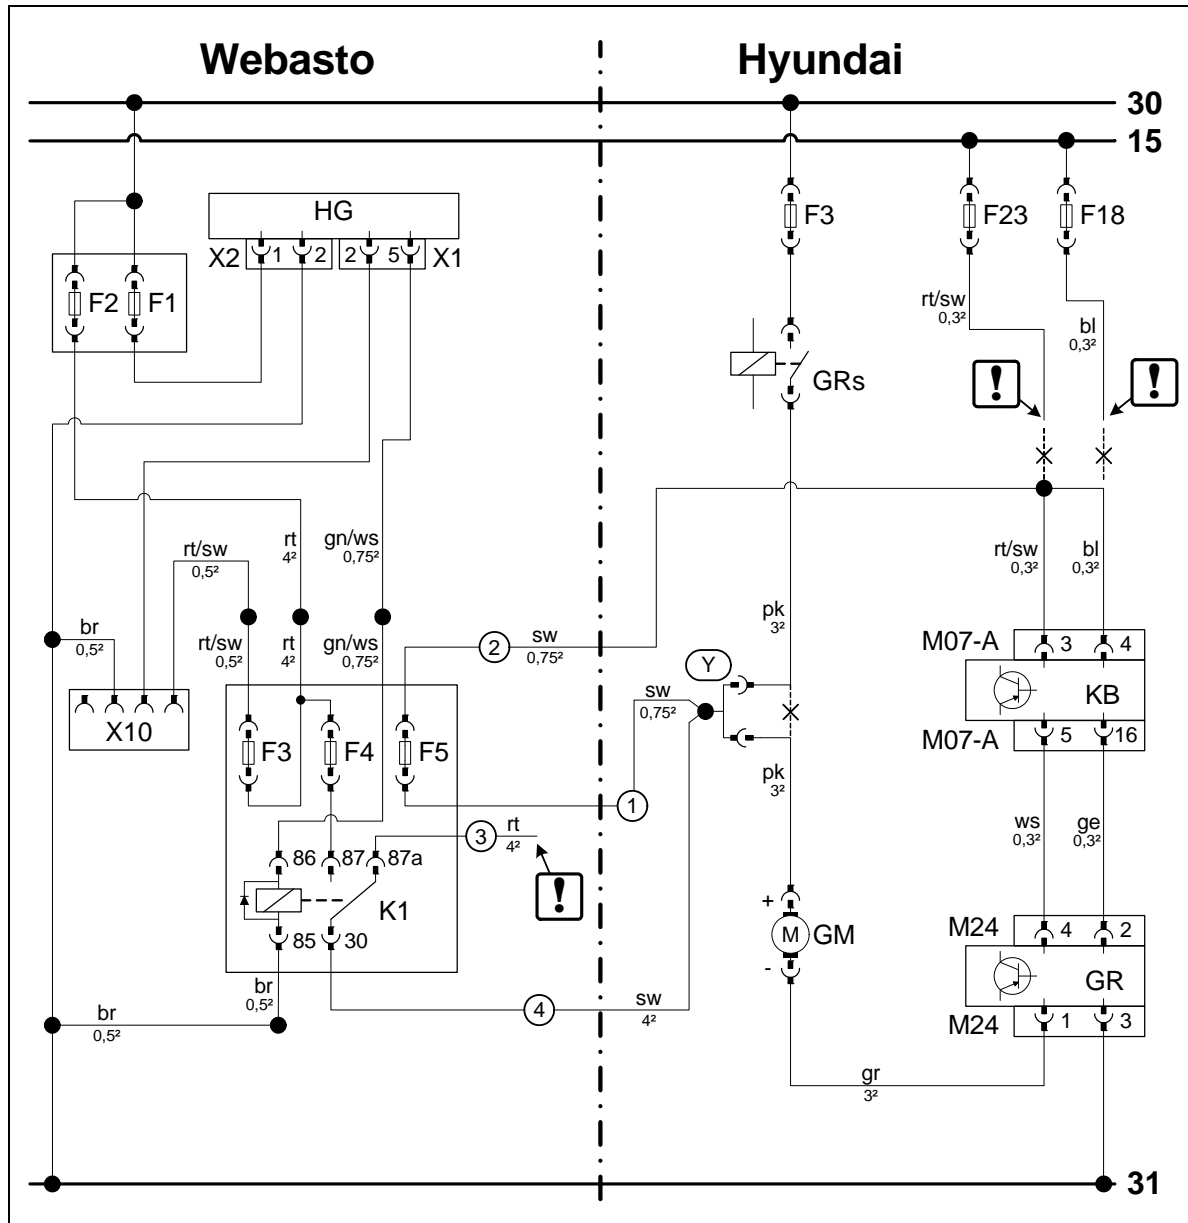 Webasto Hyundai
30
15
HG
X2 1 2 2 5 X1
F2 F1
F3 F23 F18
rt/sw
0,3²
bl
0,3²
GRs
! !
rt/sw
0,5²
rt
4²
gn/ws
0,75²
rt/sw
0,3²
bl
0,3²
br
0,5²
rt/sw
0,5²
rt
4²
gn/ws
0,75²
2 sw
0,75²
pk
3²
Y
M07-A 3 4
KB
M07-A 5 16
sw
0,75²
X10
F3 F4 F5
pk
3²
1
3 rt
4²
ws
0,3²
ge
0,3²
86 87 87a
!
K1
85 30
+
M GM
-
M24 4 2
GR
M24 1 3
br
0,5²
br
0,5²
4 sw
4²
gr
3²
31